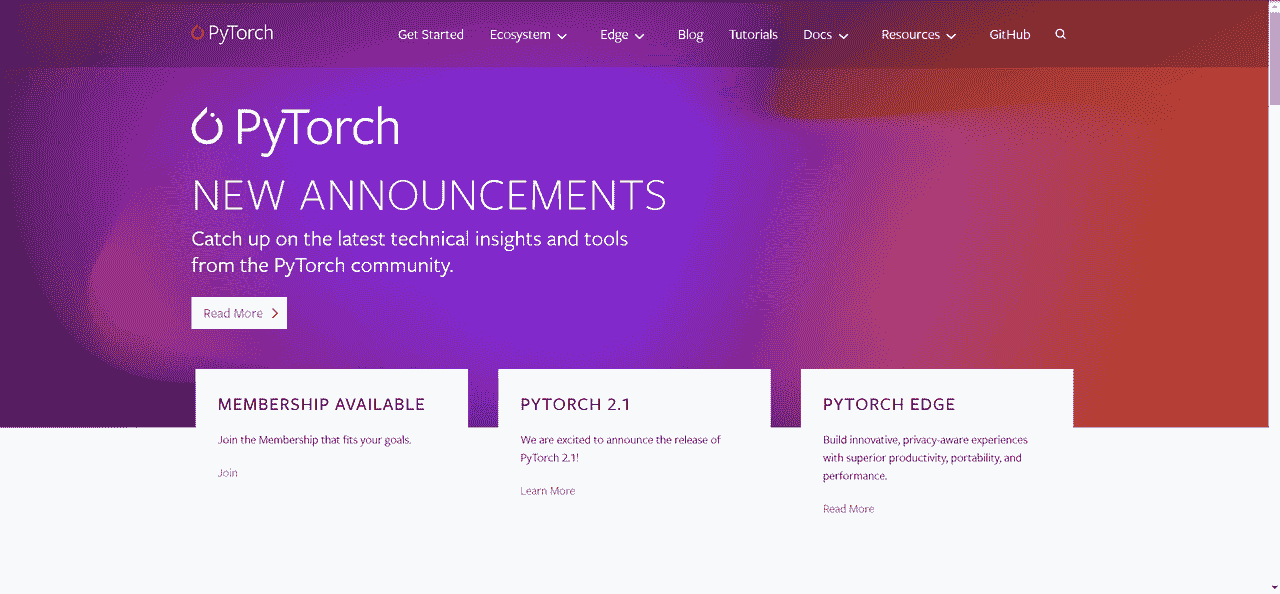 PyTorch
Get Started Ecosystem Edge Blog Tutorials Docs Resources GitHub
PyTorch
NEW ANNOUNCEMENTS
Catch up on the latest technical insights and tools
from the PyTorch community.
Read More
MEMBERSHIP AVAILABLE
Join the Membership that fits your goals.
Join
PYTORCH 2.1
We are excited to announce the release of
PyTorch 2.1!
Learn More
PYTORCH EDGE
Build innovative, privacy-aware experiences
with superior productivity, portability, and
performance.
Read More